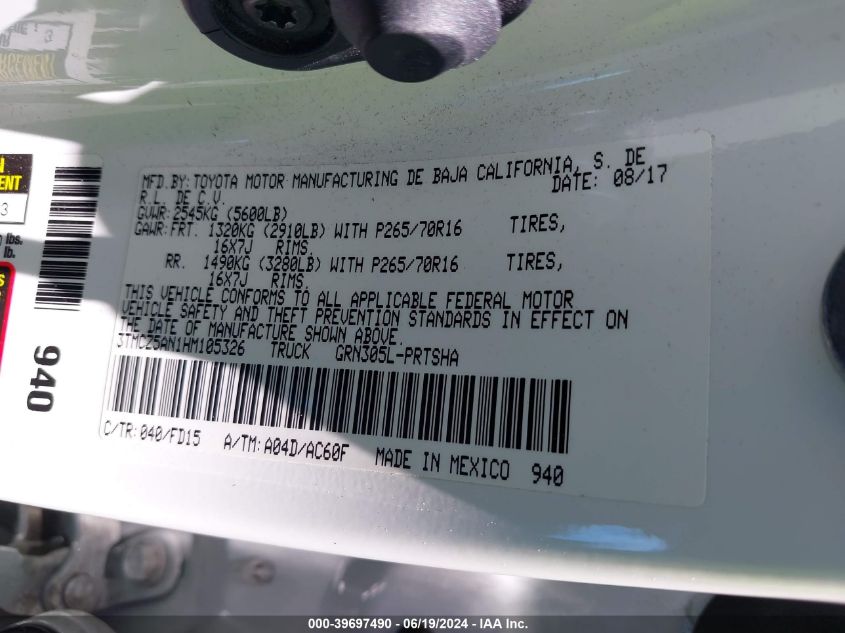 MFD.BY: TOYOTA MOTOR MANUFACTURING DE BAJA CALIFORNIA, S. DE
R.L. DE C.V. DATE: 08/17
GVWR: 2545KG (5600LB)
GAWR: FRT. 1320KG (2910LB) WITH P265/70R16 TIRES,
16X7J RIMS,
RR. 1490KG (3280LB) WITH P265/70R16 TIRES,
16X7J RIMS,
THIS VEHICLE CONFORMS TO ALL APPLICABLE FEDERAL MOTOR
VEHICLE SAFETY AND THEFT PREVENTION STANDARDS IN EFFECT ON
THE DATE OF MANUFACTURE SHOWN ABOVE.
3TMCZ5AN1HM105326 TRUCK GRN305L-PRTSHA
C/TR: 040/FD15 A/TM: A04D/AC60F MADE IN MEXICO 940
940
lbs.
lb.
000-39697490 - 06/19/2024 - IAA Inc.